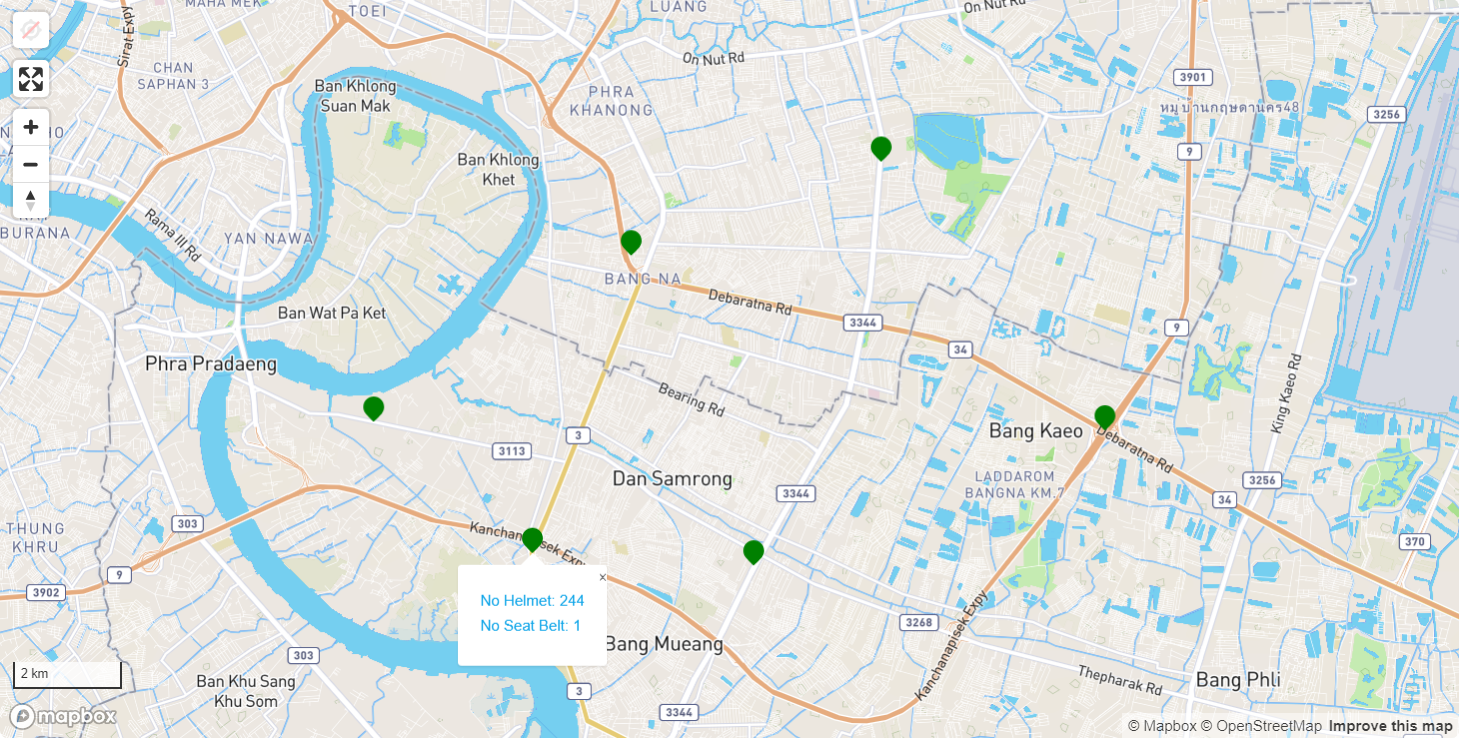 MAHA MEK
TOEI
LUANG
On Nut Rd
Sirat Expy
On Nut Rd
CHAN
SAPHAN 3
3901
Ban Khlong
Suan Mak
PHRA
KHANONG
หมู่บ้านกฤษดานคร48
3256
Ban Khlong
Khet
9
BURANA
Rama III Rd
YAN NAWA
BANG NA
Debaratna Rd
Ban Wat Pa Ket
3344
9
34
Phra Pradaeng
King Kaeo Rd
Bearing Rd
Bang Kaeo
Debaratna Rd
3
3113
Dan Samrong
LADDAROM
BANGNA KM.7
3256
3344
34
THUNG
KHRU
303
Kanchanapisek Expy
370
9
3902
x
No Helmet: 244
No Seat Belt: 1
Kanchanapisek Expy
3268
Bang Mueang
303
2 km
Ban Khu Sang
Khu Som
Thepharak Rd
Bang Phli
3
3344
mapbox
© Mapbox © OpenStreetMap Improve this map